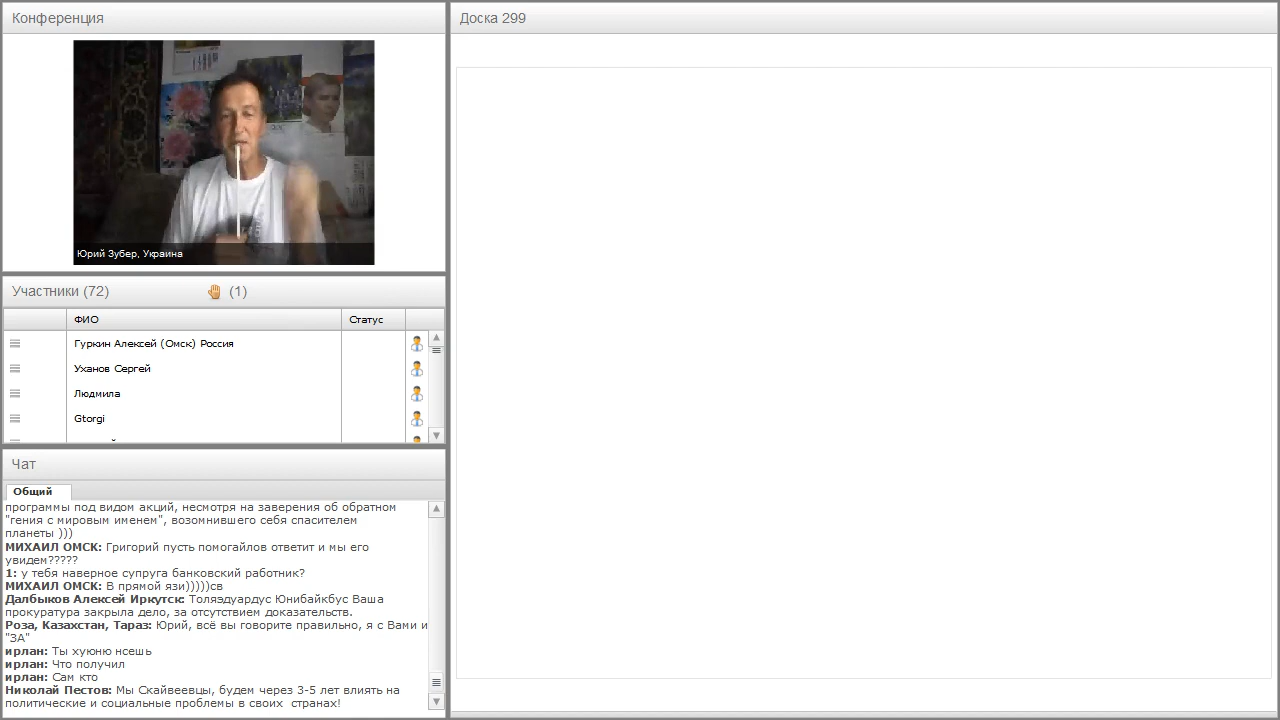 Конференция
Юрий Зубер, Украина
Участники (72)
(1)
ФИО
Статус
Гуркин Алексей (Омск) Россия
Уханов Сергей
Людмила
Gtorgi
Чат
Общий
программы под видом акций, несмотря на заверения об обратном
"гения с мировым именем", возомнившего себя спасителем
планеты )))
МИХАИЛ ОМСК: Григорий пусть помогайлов ответит и мы его
увидем?????
1: у тебя наверное супруга банковский работник?
МИХАИЛ ОМСК: В прямой язи)))))св
Далбыков Алексей Иркутск: Толяэдуардус Юнибайкбус Ваша
прокуратура закрыла дело, за отсутствием доказательств.
Роза, Казахстан, Тараз: Юрий, всё вы говорите правильно, я с Вами и
"ЗА"
ирлан: Ты хуюню нсешь
ирлан: Что получил
ирлан: Сам кто
Николай Пестов: Мы Скайвеевцы, будем через 3-5 лет влиять на
политические и социальные проблемы в своих странах!
Доска 299